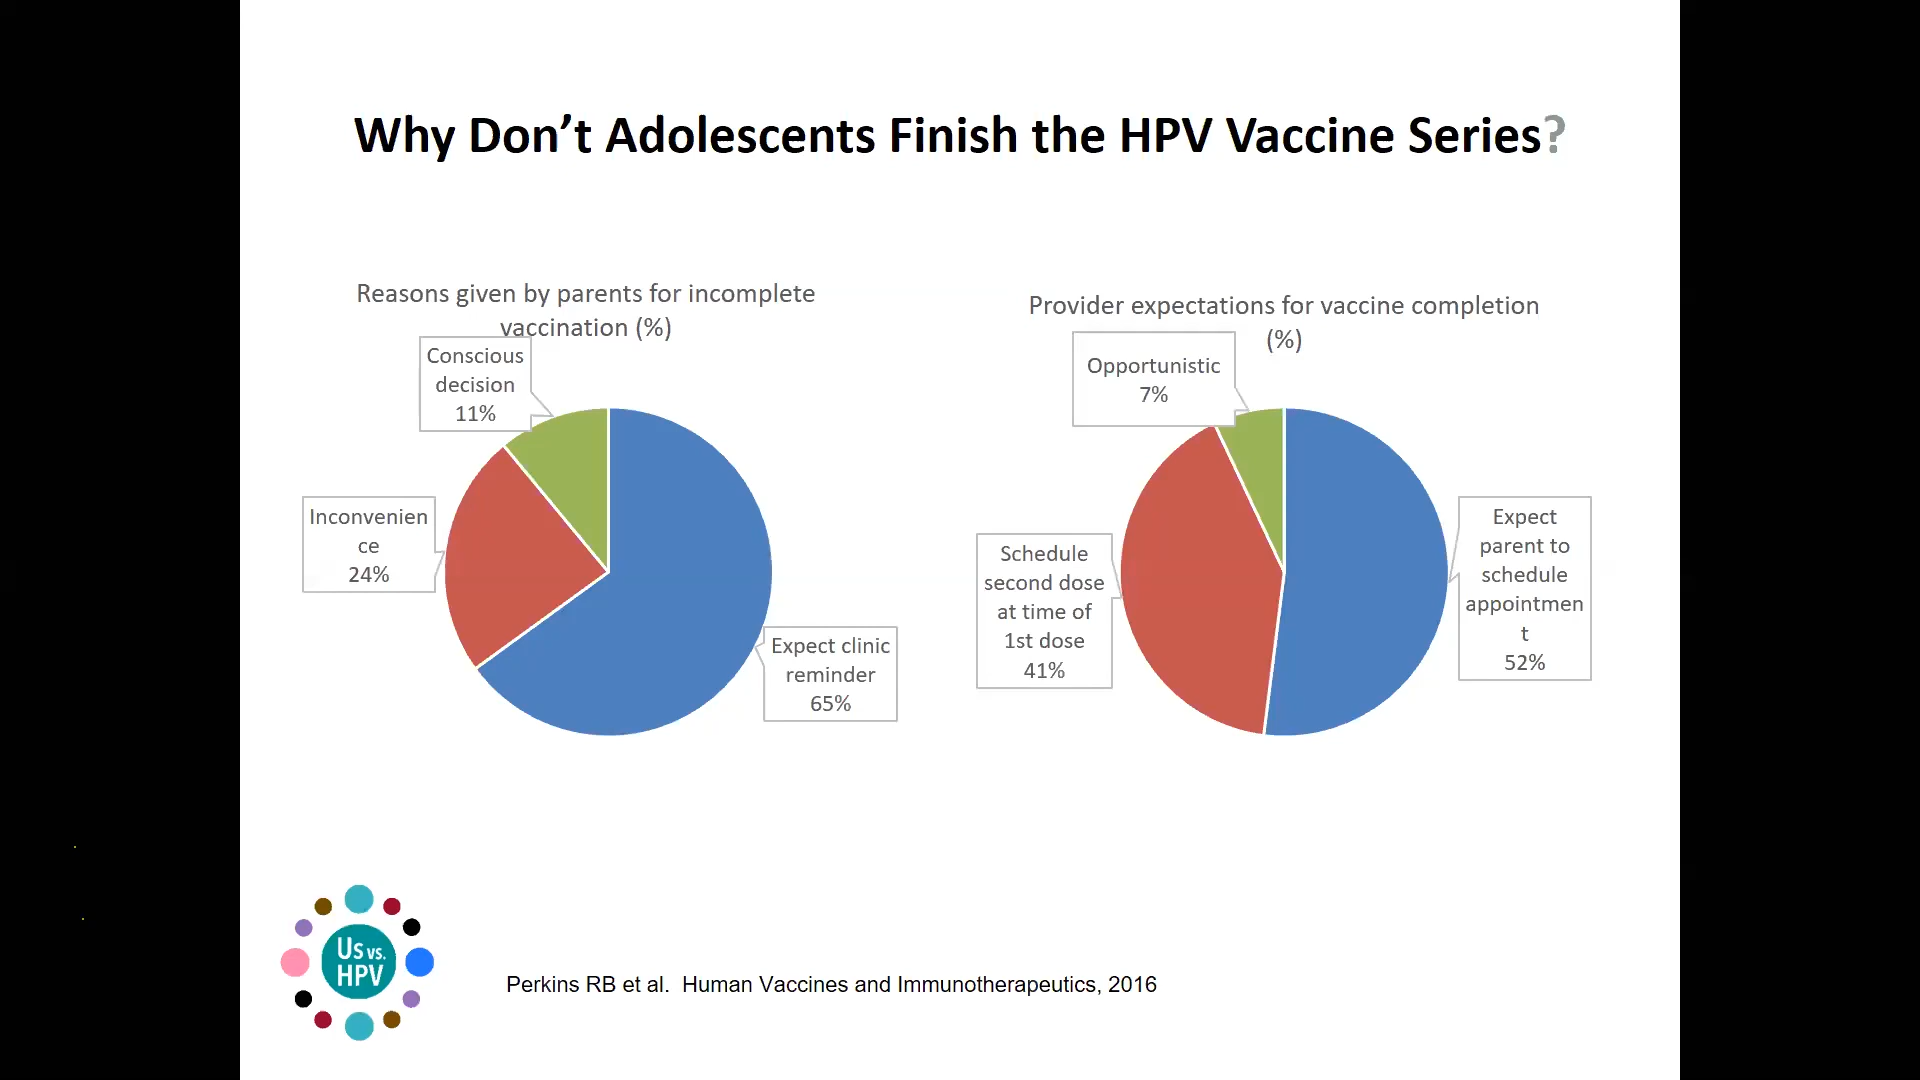 Why Don’t Adolescents Finish the HPV Vaccine Series?
Reasons given by parents for incomplete
vaccination (%)
Conscious
decision
11%
Inconvenien
ce
24%
Expect clinic
reminder
65%
Provider expectations for vaccine completion
(%)
Opportunistic
7%
Schedule
second dose
at time of
1st dose
41%
Expect
parent to
schedule
appointmen
t
52%
Us vs.
HPV
Perkins RB et al.  Human Vaccines and Immunotherapeutics, 2016